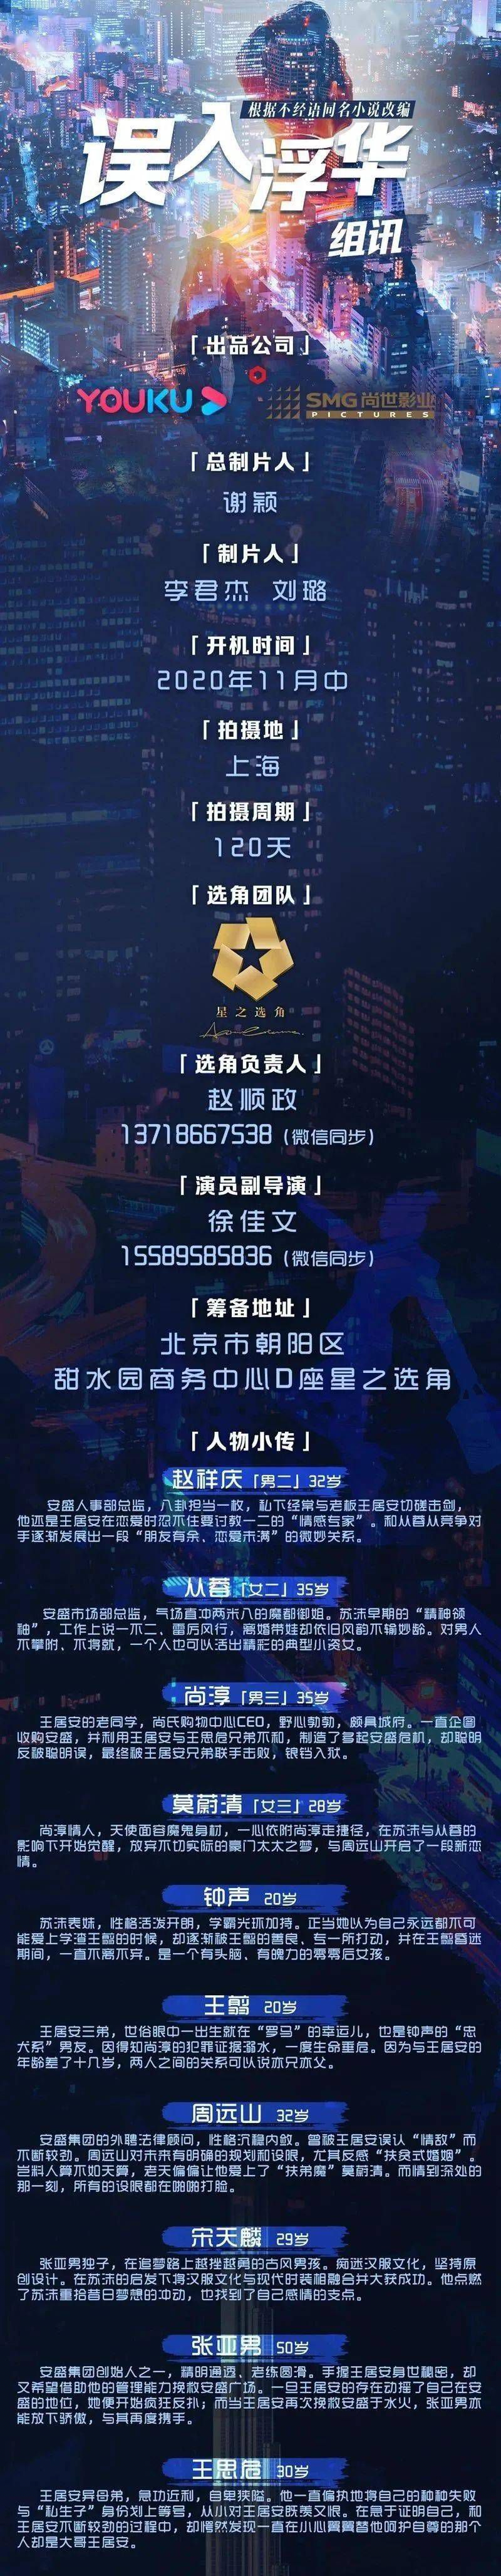 根据不经语同名小说改编
误入浮华
组讯
「出品公司」
YOUKU
SMG 尚世影业
PICTURES
「总制片人」
谢颖
「制片人」
李君杰 刘璐
「开机时间」
2020年11月中
「拍摄地」
上海
「拍摄周期」
120天
「选角团队」
星之选角
「选角负责人」
赵顺政
13718667538（微信同步）
「演员副导演」
徐佳文
15589585836（微信同步）
「筹备地址」
北京市朝阳区
甜水园商务中心D座星之选角
「人物小传」
赵祥庆「男二」32岁
安盛人事部总监，八卦担当一枚，私下经常与老板王居安切磋击剑，
他还是王居安在恋爱时忍不住要讨教一二的“情感专家”。和从蓉从竞争对
手逐渐发展出一段“朋友有余、恋爱未满”的微妙关系。
从蓉「女二」35岁
安盛市场部总监，气场直冲两米八的魔都御姐。苏沫早期的“精神领
袖”，工作上说一不二、雷厉风行，离婚带娃却依旧风韵不输妙龄。对男人
不攀附、不将就，一个人也可以活出精彩的典型小资女。
尚淳「男三」35岁
王居安的老同学，尚氏购物中心CEO，野心勃勃，颇具城府。一直企图
收购安盛，并利用王居安与王思危兄弟不和，制造了多起安盛危机，却聪明
反被聪明误，最终被王居安兄弟联手击败，锒铛入狱。
莫蔚清「女三」28岁
尚淳情人，天使面容魔鬼身材，一心依附尚淳走捷径，在苏沫与从蓉的
影响下开始觉醒，放弃不切实际的豪门太太之梦，与周远山开启了一段新恋
情。
钟声 20岁
苏沫表妹，性格活泼开朗，学霸光环加持。正当她以为自己永远都不可
能爱上学渣王翦的时候，却逐渐被王翦的善良、专一所打动，并在王翦昏迷
期间，一直不离不弃。是一个有头脑、有魄力的零零后女孩。
王翦 20岁
王居安三弟，世俗眼中一出生就在“罗马”的幸运儿，也是钟声的“忠
犬系”男友。因得知尚淳的犯罪证据溺水，一度生命垂危。因为与王居安的
年龄差了十几岁，两人之间的关系可以说亦兄亦父。
周远山 32岁
安盛集团的外聘法律顾问，性格沉稳内敛。曾被王居安误认“情敌”而
不断较劲。周远山对未来有明确的规划和设限，尤其反感“扶贫式婚姻”。
岂料人算不如天算，老天偏偏让他爱上了“扶弟魔”莫蔚清。而情到深处的
那一刻，所有的设限都在啪啪打脸。
宋天麟 29岁
张亚男独子，在追梦路上越挫越勇的古风男孩。痴迷汉服文化，坚持原
创设计。在苏沫的启发下将汉服文化与现代时装相融合并大获成功。他点燃
了苏沫重拾昔日梦想的冲动，也找到了自己感情的支点。
张亚男 50岁
安盛集团创始人之一，精明通透、老练圆滑。手握王居安身世秘密，却
又希望借助他的管理能力挽救安盛广场。一旦王居安的存在动摇了自己在安
盛的地位，她便开始疯狂反扑；而当王居安再次挽救安盛于水火，张亚男亦
能放下骄傲，与其再度携手。
王思危 30岁
王居安异母弟，急功近利，自卑狭隘。他一直偏执地将自己的种种失败
与“私生子”身份划上等号，从小对王居安既羡又恨。在急于证明自己，和
王居安不断较劲的过程中，却愕然发现一直在小心翼翼替他呵护自尊的那个
人却是大哥王居安。